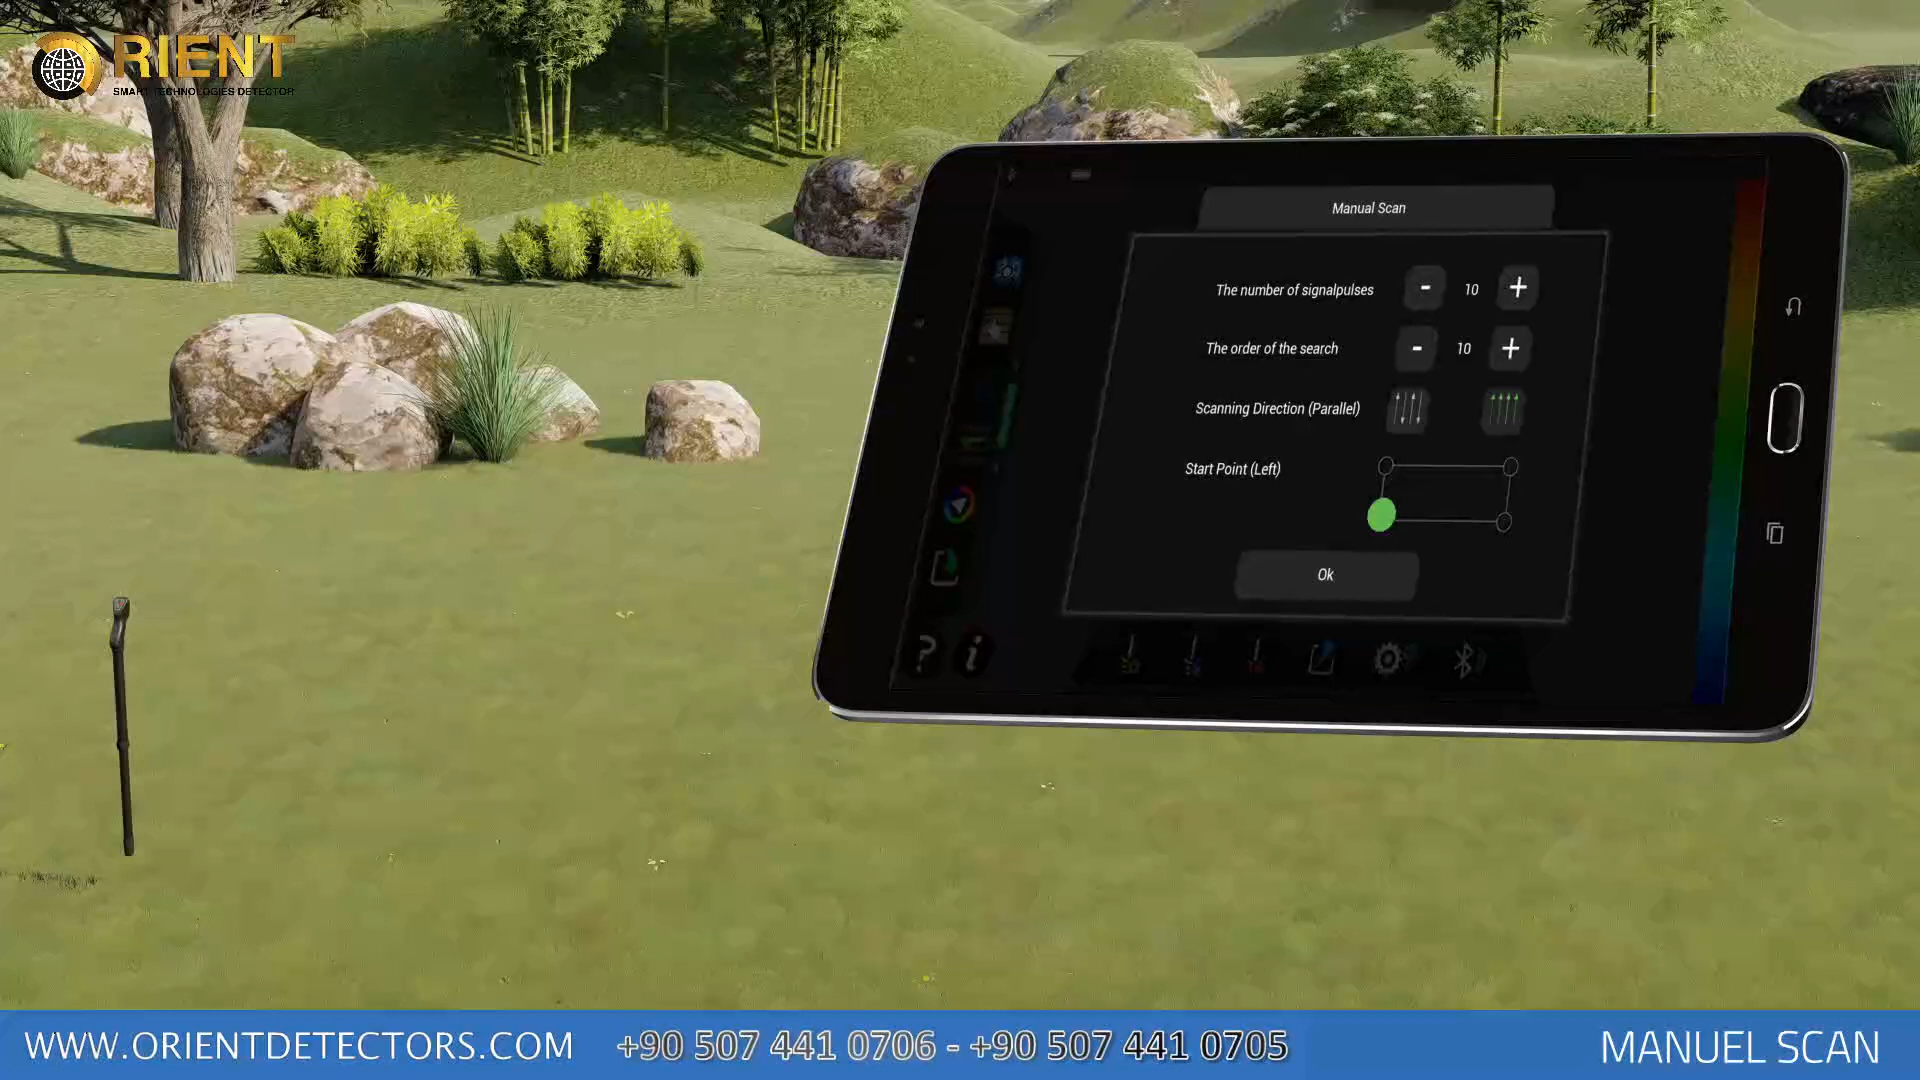 ORIENT
SMART TECHNOLOGIES DETECTOR
Manual Scan
The number of signalpulses - 10 +
The order of the search - 10 +
Scanning Direction (Parallel)
Start Point (Left)
Ok
? i
WWW.ORIENTDETECTORS.COM +90 507 441 0706 - +90 507 441 0705 MANUEL SCAN